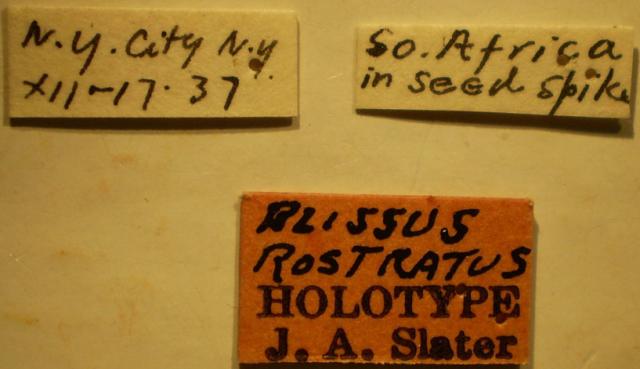 N.Y. City N.Y.
XII-17-37
So. Africa
in seed spike
BLISSUS
ROSTRATUS
HOLOTYPE
J. A. Slater